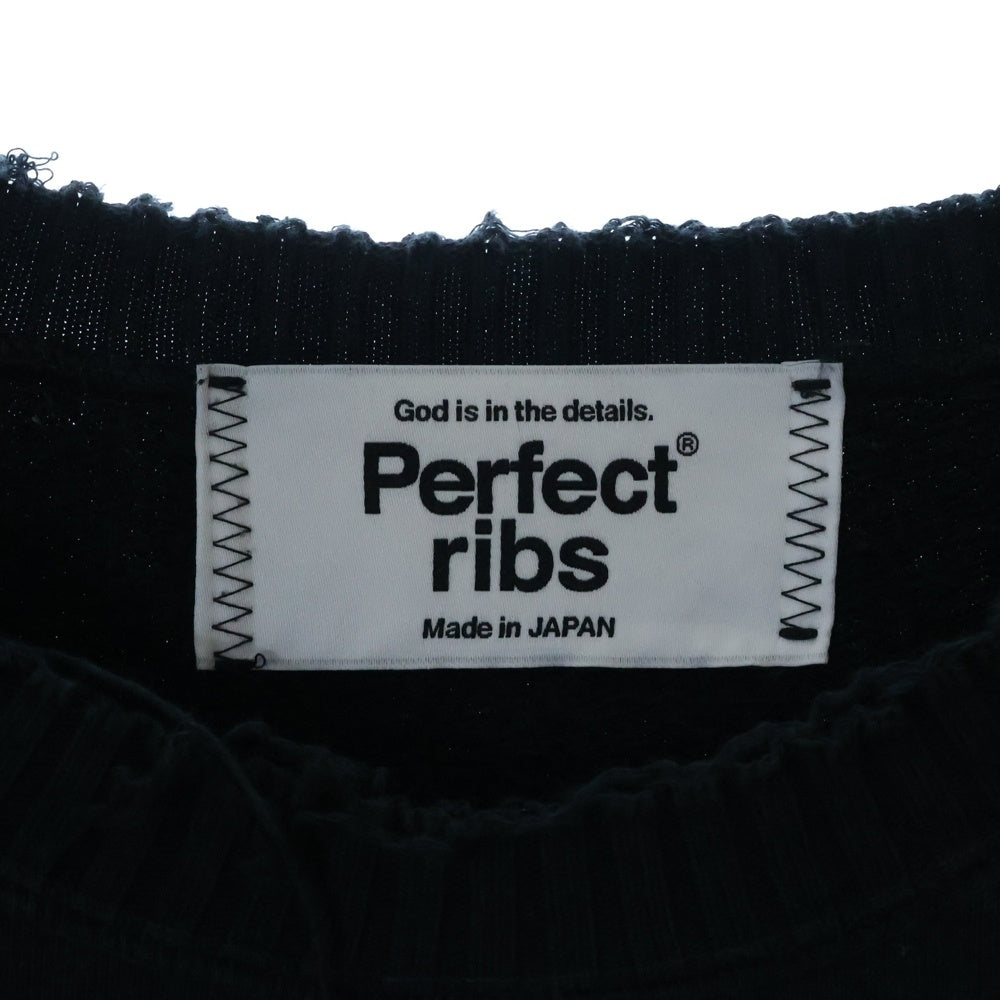 God is in the details.
Perfect®
ribs
Made in JAPAN